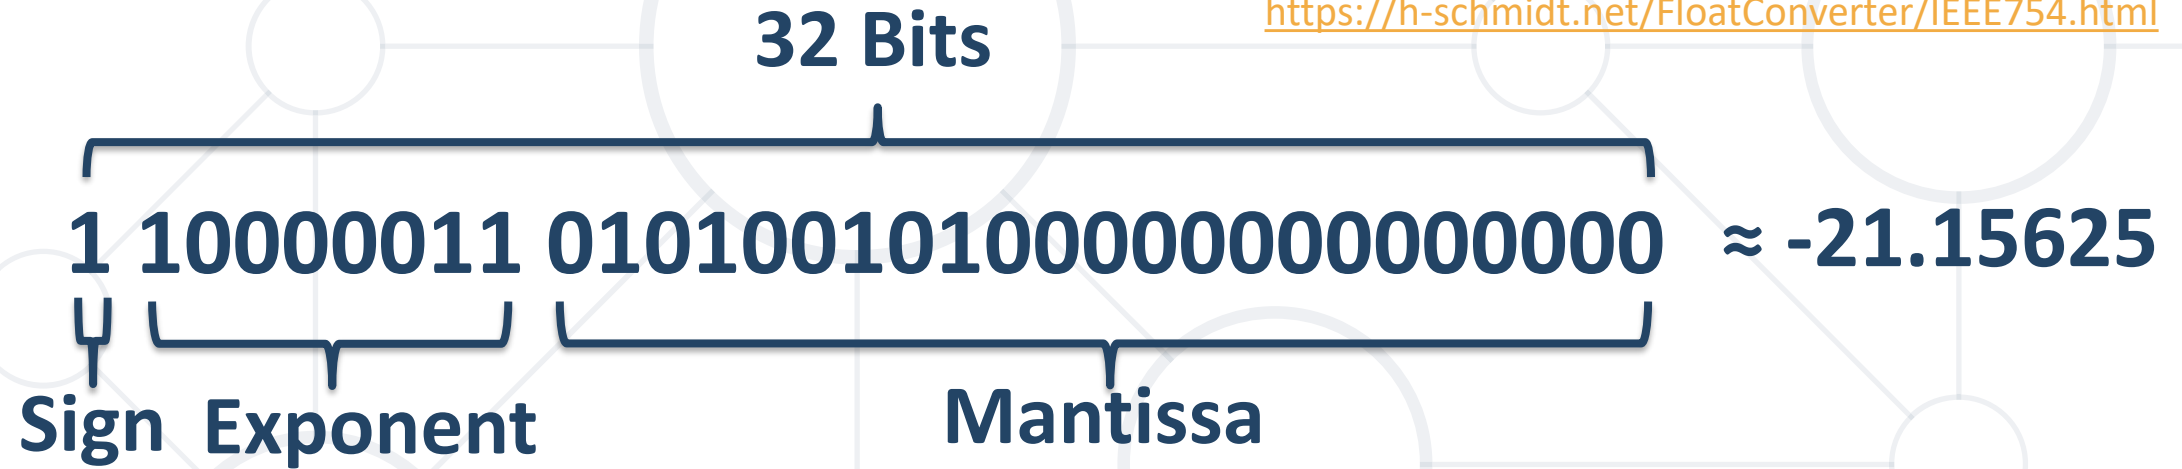 https://h-schmidt.net/FloatConverter/IEEE754.html
32 Bits
1 10000011 01010010100000000000000 ≈ -21.15625
Sign Exponent Mantissa